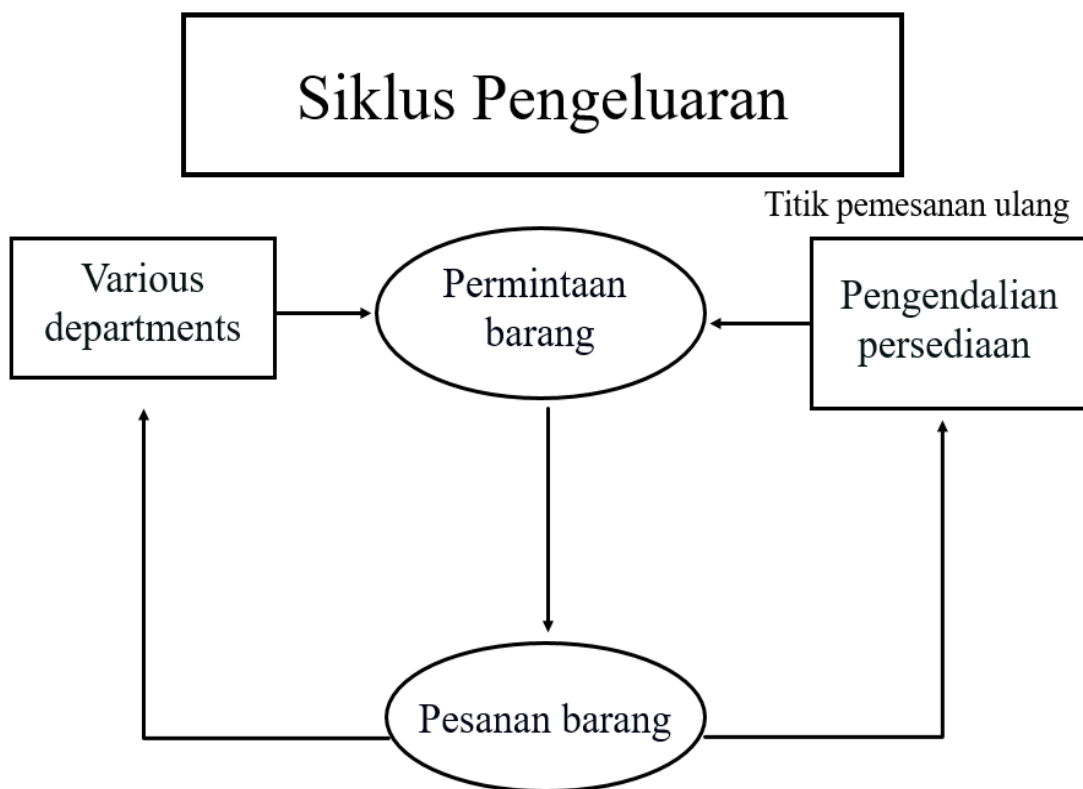 Siklus Pengeluaran
Titik pemesanan ulang
Various
departments
Permintaan
barang
Pengendalian
persediaan
Pesanan barang